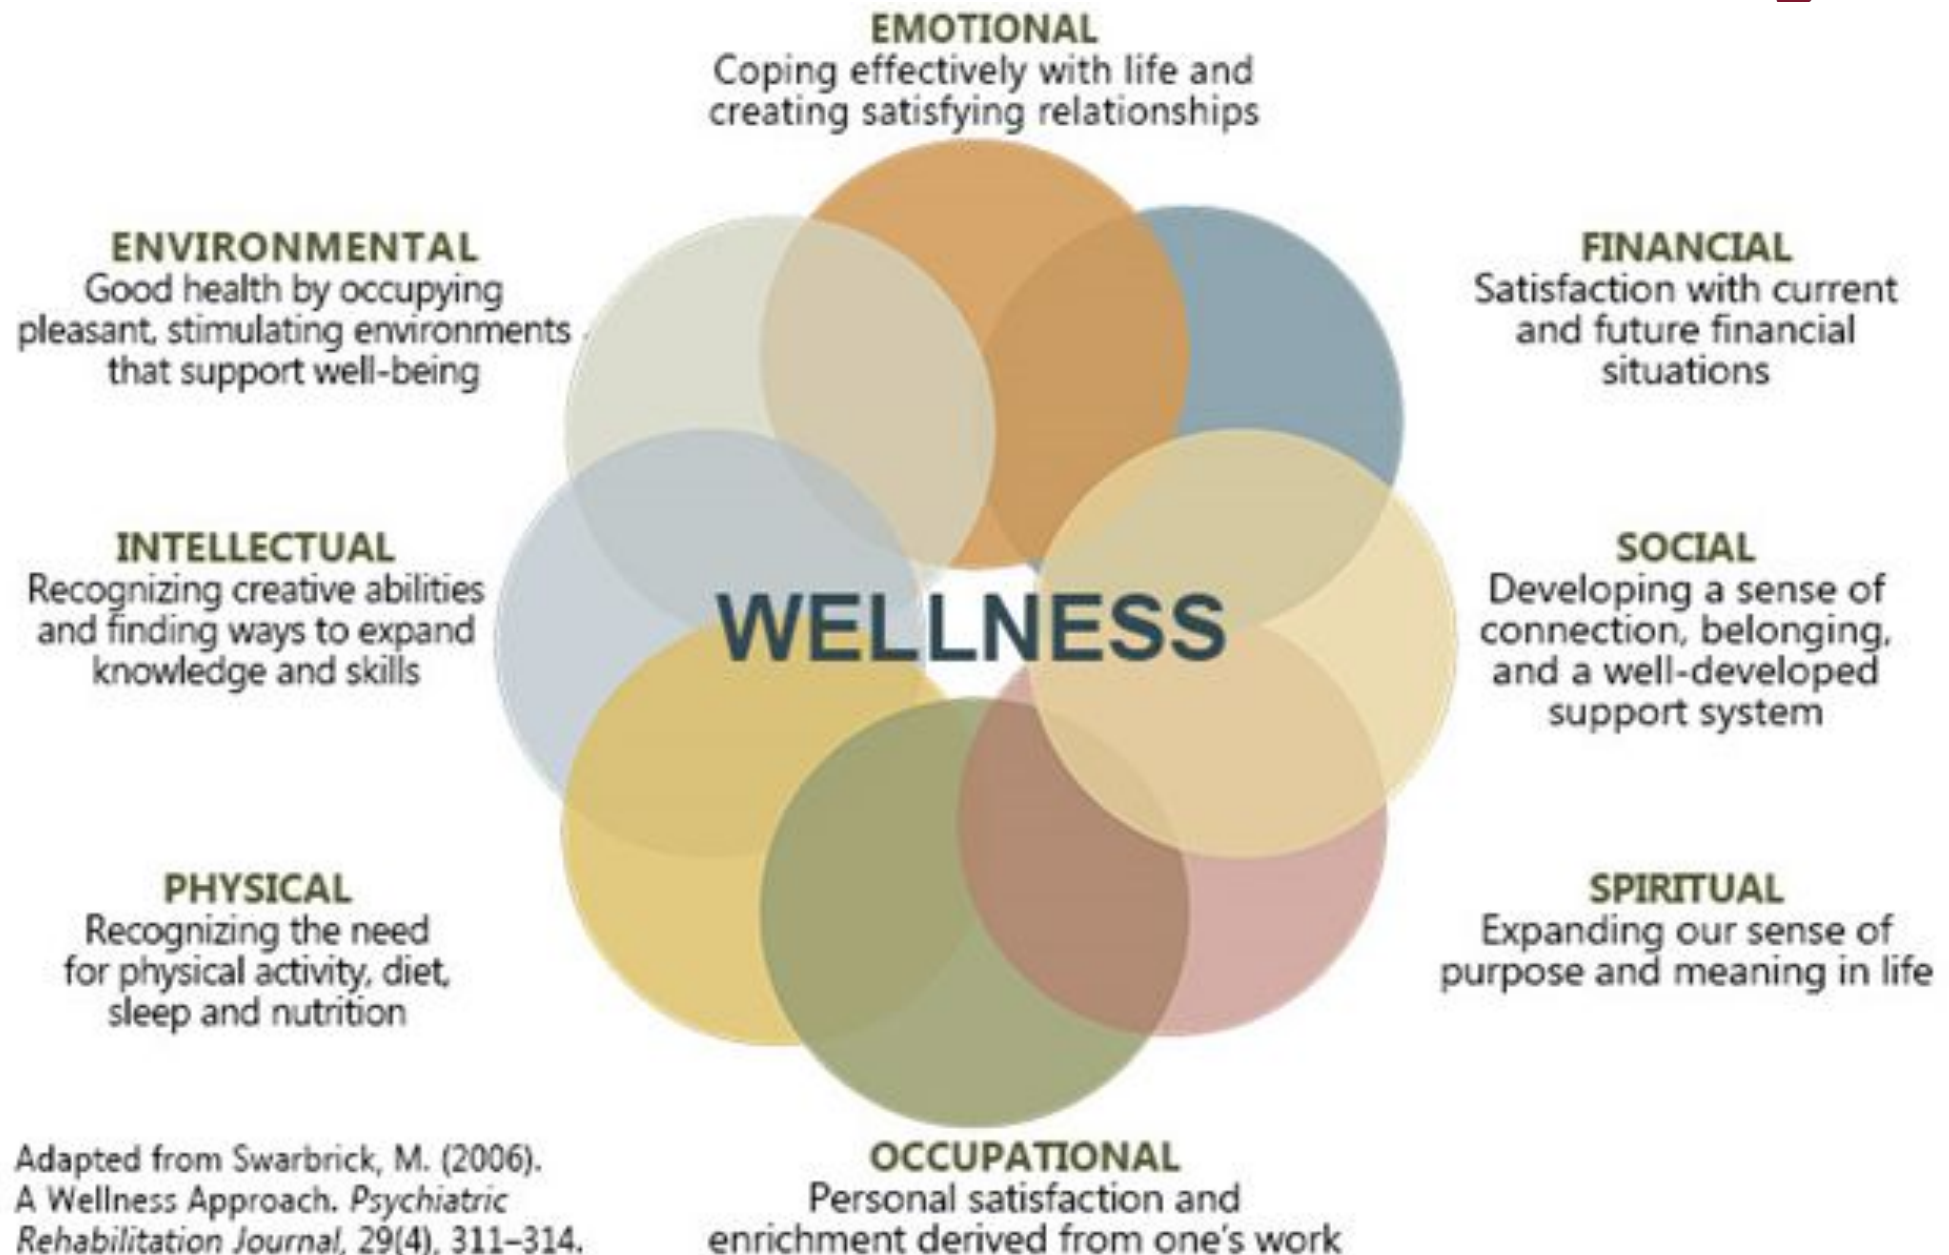 EMOTIONAL
Coping effectively with life and
creating satisfying relationships
ENVIRONMENTAL
Good health by occupying
pleasant, stimulating environments
that support well-being
FINANCIAL
Satisfaction with current
and future financial
situations
INTELLECTUAL
Recognizing creative abilities
and finding ways to expand
knowledge and skills
WELLNESS
SOCIAL
Developing a sense of
connection, belonging,
and a well-developed
support system
PHYSICAL
Recognizing the need
for physical activity, diet,
sleep and nutrition
SPIRITUAL
Expanding our sense of
purpose and meaning in life
OCCUPATIONAL
Personal satisfaction and
enrichment derived from one's work
Adapted from Swarbrick, M. (2006).
A Wellness Approach. Psychiatric
Rehabilitation Journal, 29(4), 311–314.